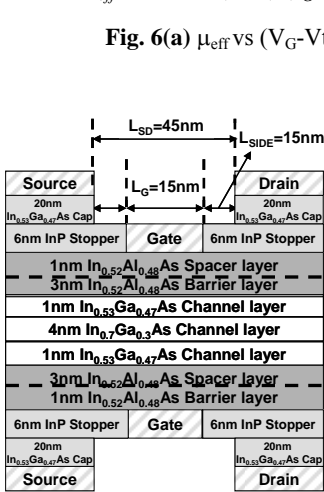 Fig. 6(a) μeff vs (VG-Vt
LSD=45nm
LSIDE=15nm
Source LG=15nm Drain
20nm 20nm
In0.53Ga0.47As Cap In0.53Ga0.47As Cap
6nm InP Stopper Gate 6nm InP Stopper
1nm In0.52Al0.48As Spacer layer
3nm In0.52Al0.48As Barrier layer
1nm In0.53Ga0.47As Channel layer
4nm In0.7Ga0.3As Channel layer
1nm In0.53Ga0.47As Channel layer
3nm In0.52Al0.48As Spacer layer
1nm In0.52Al0.48As Barrier layer
6nm InP Stopper Gate 6nm InP Stopper
20nm 20nm
In0.53Ga0.47As Cap In0.53Ga0.47As Cap
Source Drain